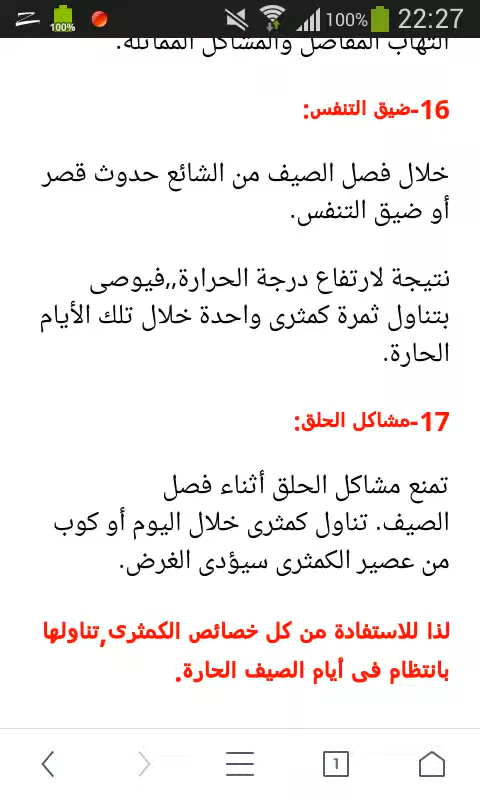 100%
100%
22:27
التهاب المفاصل والمشاكل المماثلة.
16-ضيق التنفس:
خلال فصل الصيف من الشائع حدوث قصر
أو ضيق التنفس.
نتيجة لارتفاع درجة الحرارة,,فيوصى
بتناول ثمرة كمثرى واحدة خلال تلك الأيام
الحارة.
17-مشاكل الحلق:
تمنع مشاكل الحلق أثناء فصل
الصيف. تناول كمثرى خلال اليوم أو كوب
من عصير الكمثرى سيؤدى الغرض.
لذا للاستفادة من كل خصائص الكمثرى,تناولها
بانتظام فى أيام الصيف الحارة.
1